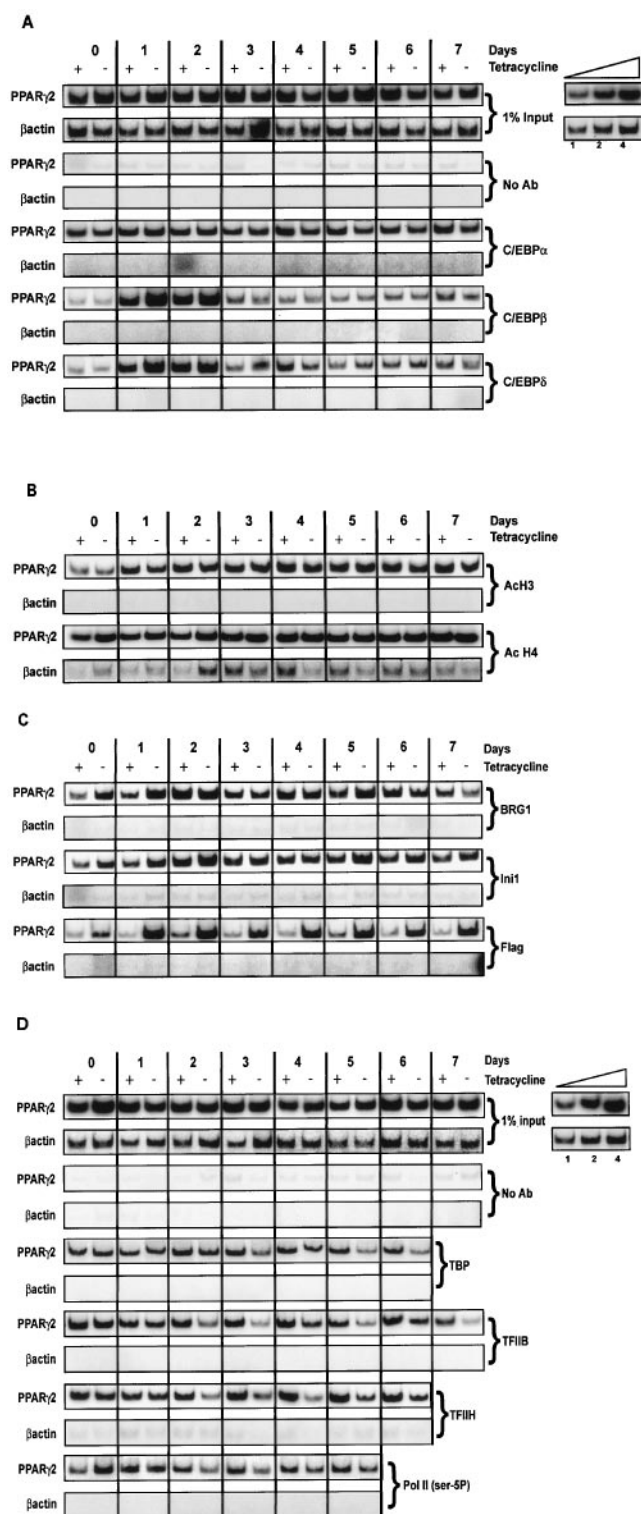 A
0 1 2 3 4 5 6 7 Days
+ - + - + - + - + - + - + - + - Tetracycline
PPARγ2
βactin
1% Input
1 2 4
PPARγ2
βactin
No Ab
PPARγ2
βactin
C/EBPα
PPARγ2
βactin
C/EBPβ
PPARγ2
βactin
C/EBPδ
B
0 1 2 3 4 5 6 7 Days
+ - + - + - + - + - + - + - + - Tetracycline
PPARγ2
βactin
AcH3
PPARγ2
βactin
Ac H4
C
0 1 2 3 4 5 6 7 Days
+ - + - + - + - + - + - + - + - Tetracycline
PPARγ2
βactin
BRG1
PPARγ2
βactin
Ini1
PPARγ2
βactin
Flag
D
0 1 2 3 4 5 6 7 Days
+ - + - + - + - + - + - + - + - Tetracycline
PPARγ2
βactin
1% input
1 2 4
PPARγ2
βactin
No Ab
PPARγ2
βactin
TBP
PPARγ2
βactin
TFIIB
PPARγ2
βactin
TFIIH
PPARγ2
βactin
Pol II (ser-5P)